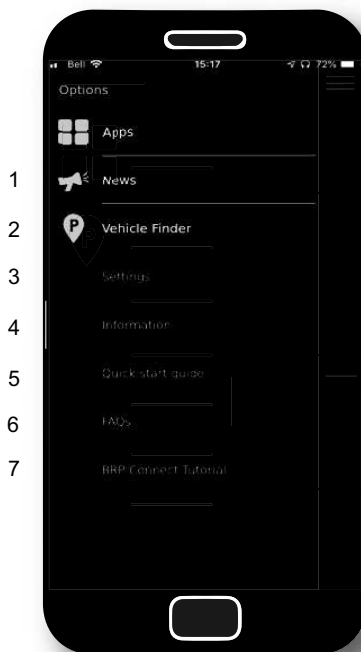 Bell 15:17 72%
Options
Apps
1 News
2 P Vehicle Finder
3 Settings
4 Information
5 Quick start guide
6 FAQs
7 BRP Connect Tutorial